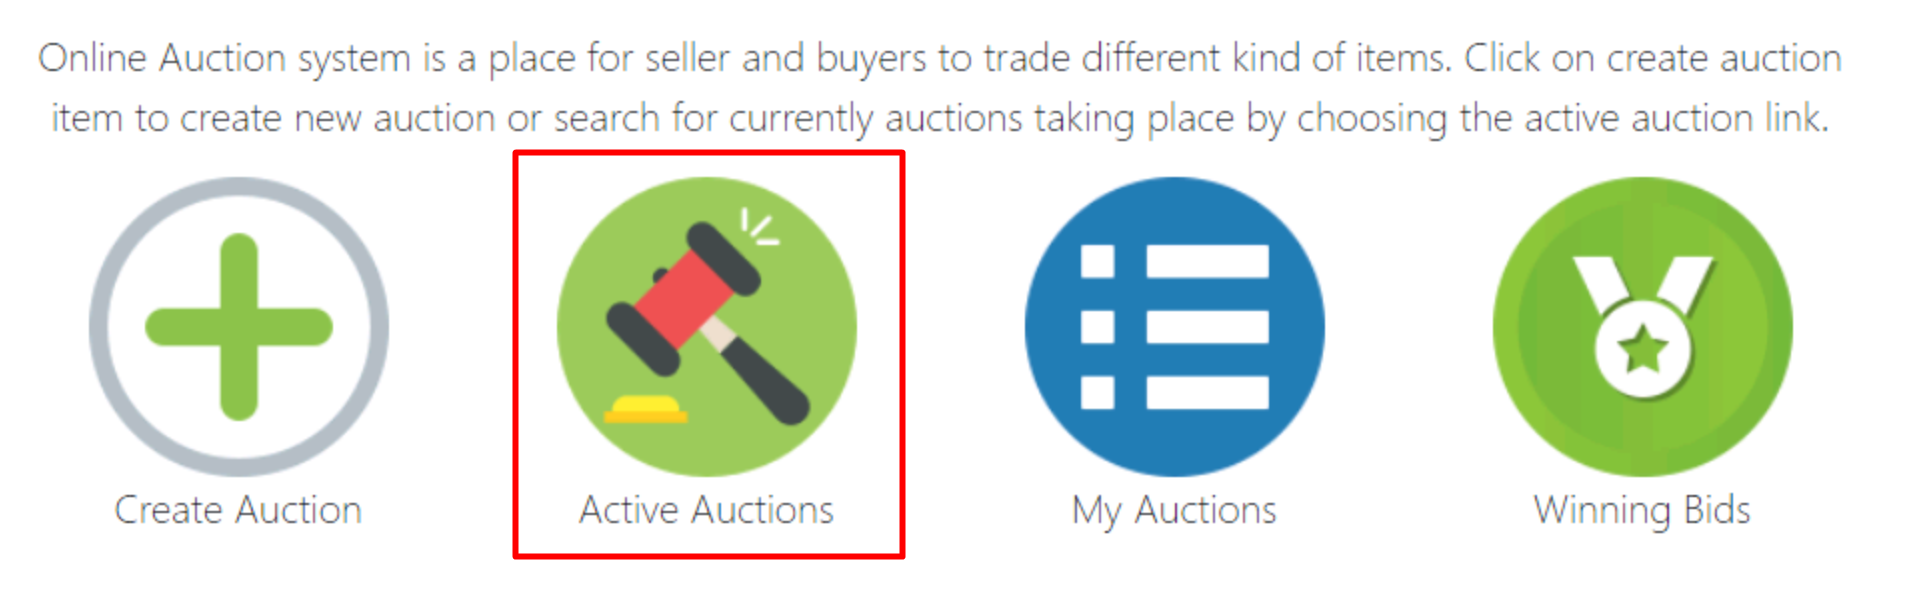 Online Auction system is a place for seller and buyers to trade different kind of items. Click on create auction
item to create new auction or search for currently auctions taking place by choosing the active auction link.
Create Auction
Active Auctions
My Auctions
Winning Bids